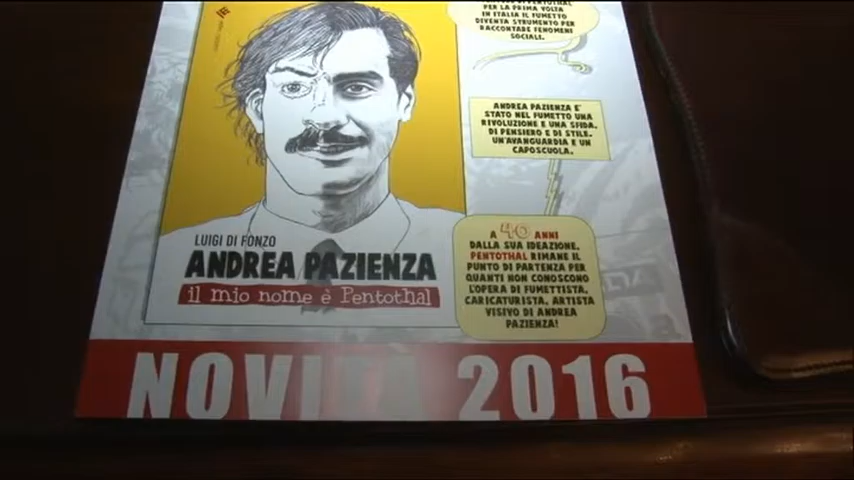 PER LA PRIMA VOLTA
IN ITALIA IL FUMETTO
DIVENTA STRUMENTO PER
RACCONTARE FENOMENI
SOCIALI.
ANDREA PAZIENZA E'
STATO NEL FUMETTO UNA
RIVOLUZIONE E UNA SFIDA.
DI PENSIERO E DI STILE.
UN'AVANGUARDIA E UN
CAPOSCUOLA.
LUIGI DI FONZO
ANDREA PAZIENZA
il mio nome è Pentothal
A 40 ANNI
DALLA SUA IDEAZIONE,
PENTOTHAL RIMANE IL
PUNTO DI PARTENZA PER
QUANTI NON CONOSCONO
L'OPERA DI FUMETTISTA,
CARICATURISTA, ARTISTA
VISIVO DI ANDREA
PAZIENZA!
NOVITÀ 2016